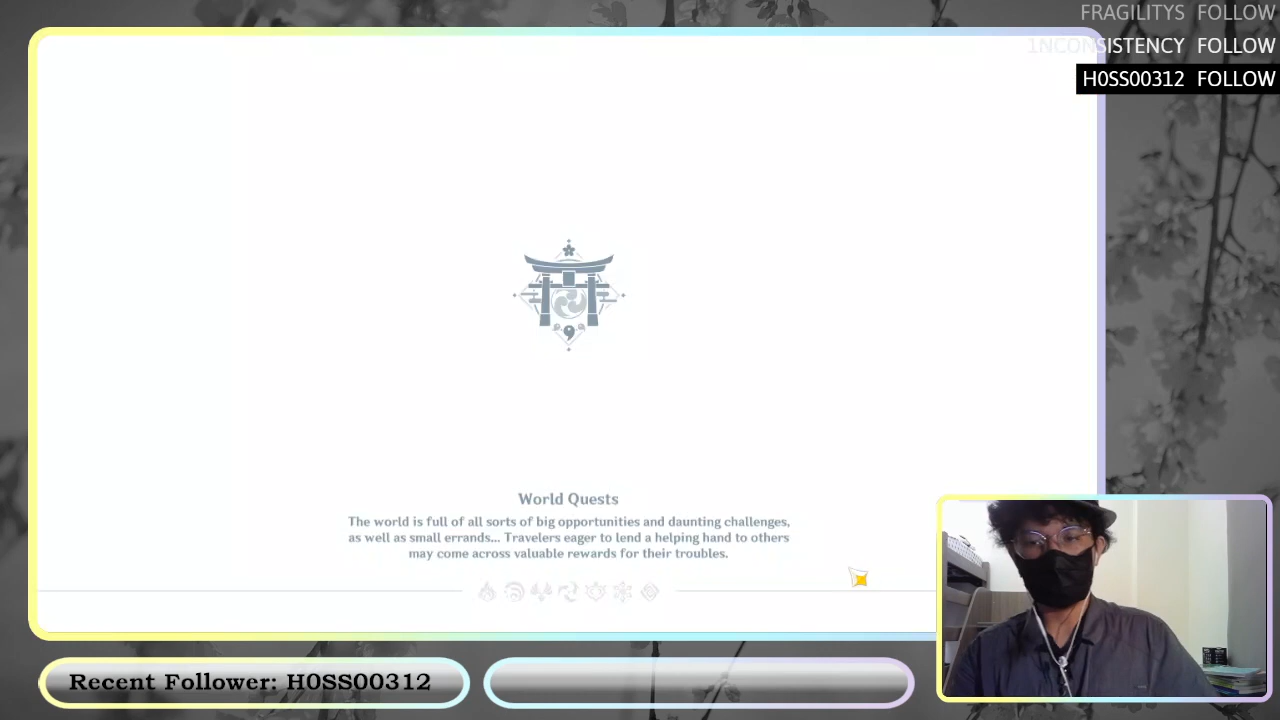 FRAGILITYS FOLLOW
1NCONSISTENCY FOLLOW
H0SS00312 FOLLOW
World Quests
The world is full of all sorts of big opportunities and daunting challenges,
as well as small errands... Travelers eager to lend a helping hand to others
may come across valuable rewards for their troubles.
Recent Follower: H0SS00312